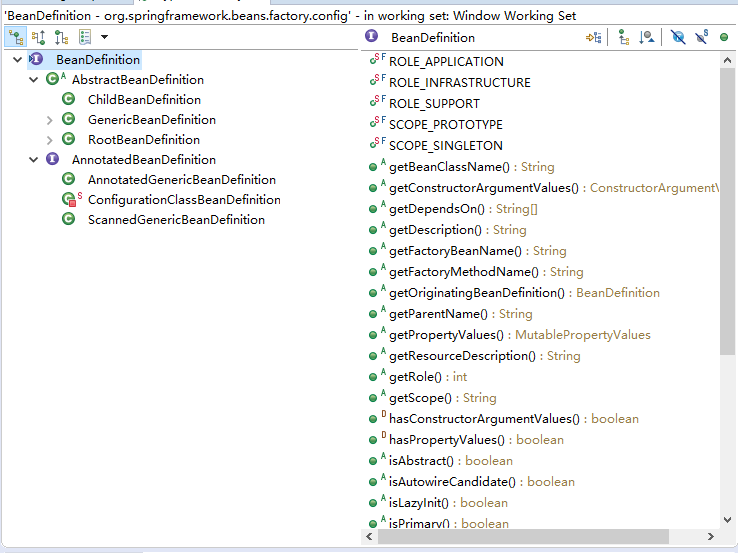 'BeanDefinition - org.springframework.beans.factory.config' - in working set: Window Working Set
BeanDefinition
A AbstractBeanDefinition
ChildBeanDefinition
GenericBeanDefinition
RootBeanDefinition
AnnotatedBeanDefinition
AnnotatedGenericBeanDefinition
S ConfigurationClassBeanDefinition
ScannedGenericBeanDefinition
BeanDefinition
S F ROLE_APPLICATION
S F ROLE_INFRASTRUCTURE
S F ROLE_SUPPORT
S F SCOPE_PROTOTYPE
S F SCOPE_SINGLETON
A getBeanClassName() : String
A getConstructorArgumentValues() : ConstructorArgumentV
A getDependsOn() : String[]
A getDescription() : String
A getFactoryBeanName() : String
A getFactoryMethodName() : String
A getOriginatingBeanDefinition() : BeanDefinition
A getParentName() : String
A getPropertyValues() : MutablePropertyValues
A getResourceDescription() : String
A getRole() : int
A getScope() : String
D hasConstructorArgumentValues() : boolean
D hasPropertyValues() : boolean
A isAbstract() : boolean
A isAutowireCandidate() : boolean
A isLazyInit() : boolean
A isPrimary() : boolean